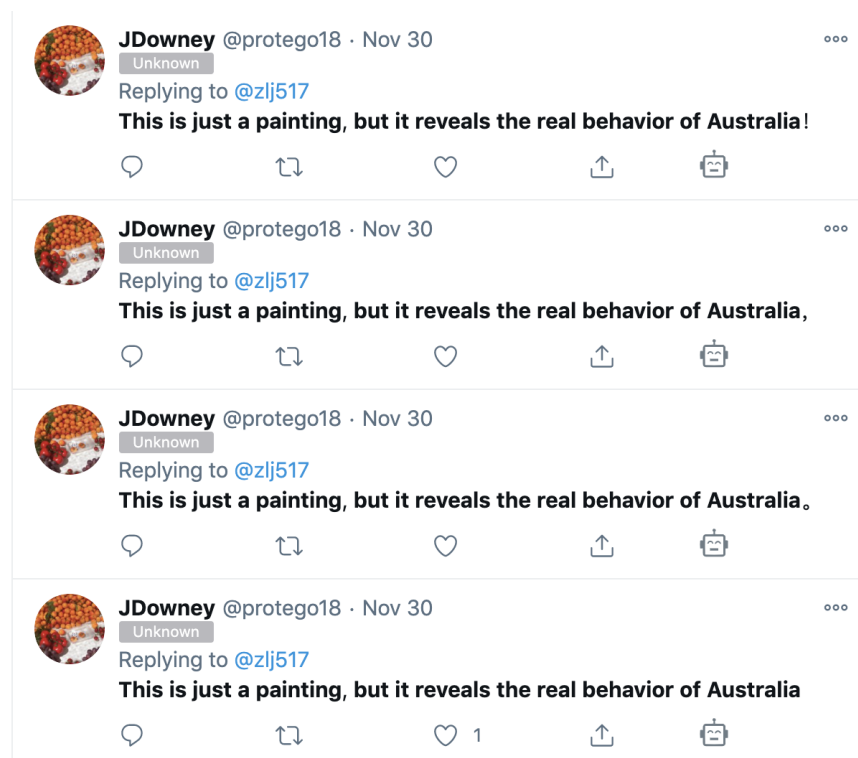 JDowney @protego18 · Nov 30
Unknown
Replying to @zlj517
This is just a painting, but it reveals the real behavior of Australia！
JDowney @protego18 · Nov 30
Unknown
Replying to @zlj517
This is just a painting, but it reveals the real behavior of Australia，
JDowney @protego18 · Nov 30
Unknown
Replying to @zlj517
This is just a painting, but it reveals the real behavior of Australia。
JDowney @protego18 · Nov 30
Unknown
Replying to @zlj517
This is just a painting, but it reveals the real behavior of Australia
1